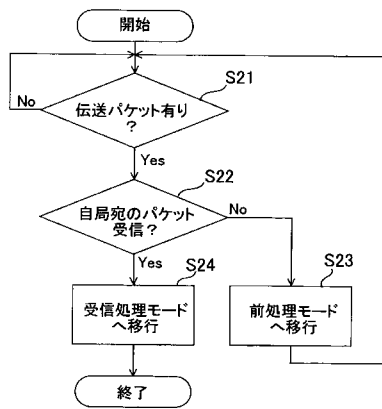 開始
S21
伝送パケット有り
?
No
Yes
S22
自局宛のパケット
受信?
No
Yes
S24
S23
受信処理モード
へ移行
前処理モード
へ移行
終了